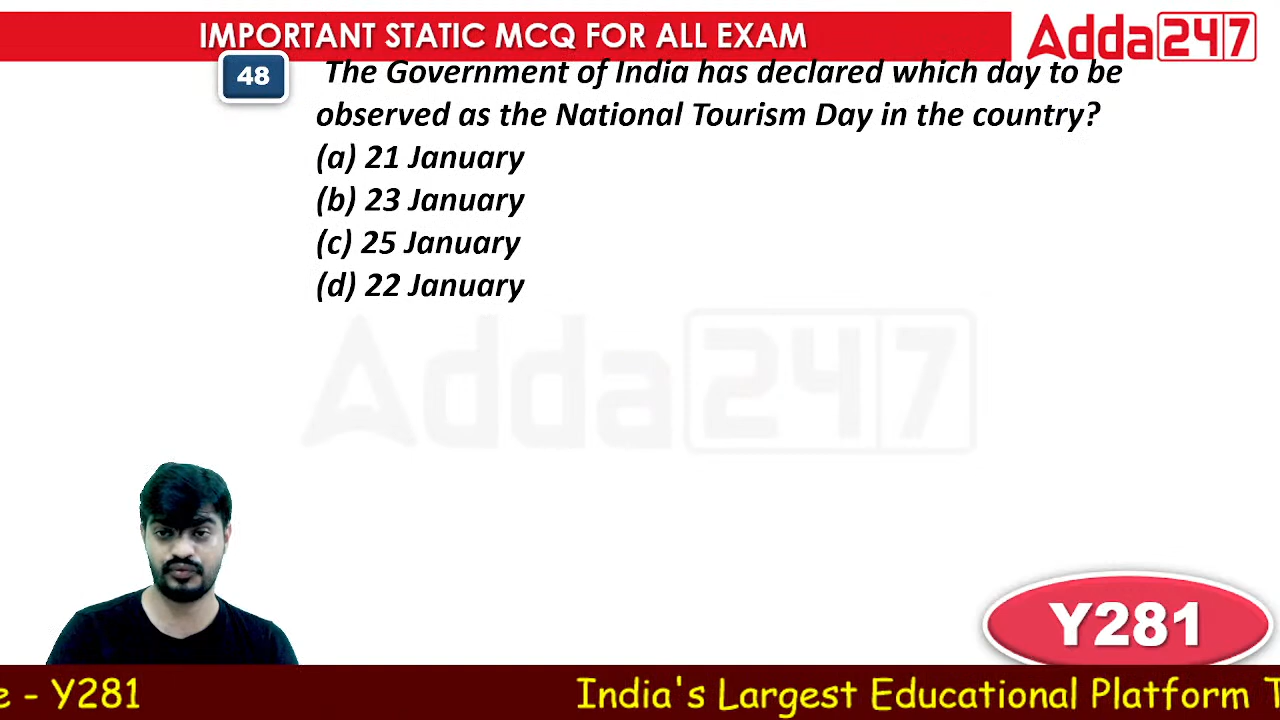 IMPORTANT STATIC MCQ FOR ALL EXAM
Adda247
48
The Government of India has declared which day to be
observed as the National Tourism Day in the country?
(a) 21 January
(b) 23 January
(c) 25 January
(d) 22 January
Adda247
Y281
e - Y281 India's Largest Educational Platform T